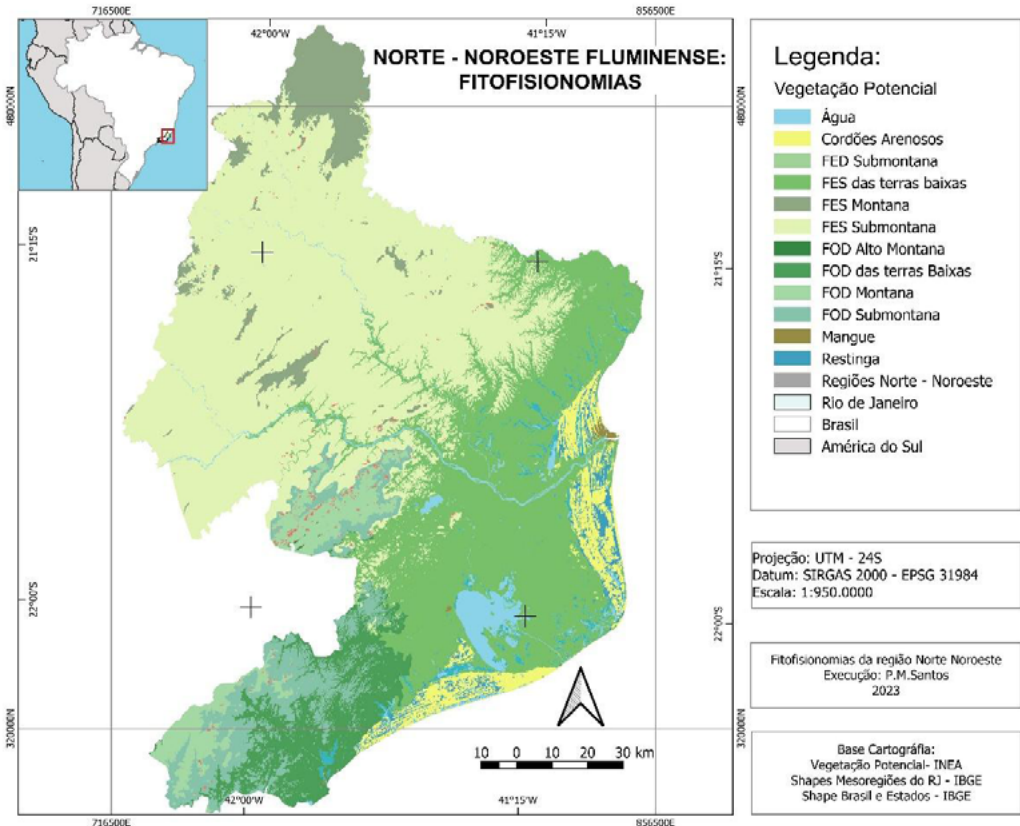 716500E
856500E
42°00'W
41°15'W
NORTE - NOROESTE FLUMINENSE:
FITOFISIONOMIAS
480000N
480000N
21°15'S
21°15'S
22°00'S
22°00'S
320000N
320000N
10 0 10 20 30 km
42°00'W
41°15'W
716500E
856500E
Legenda:
Vegetação Potencial
Água
Cordões Arenosos
FED Submontana
FES das terras baixas
FES Montana
FES Submontana
FOD Alto Montana
FOD das terras Baixas
FOD Montana
FOD Submontana
Mangue
Restinga
Regiões Norte - Noroeste
Rio de Janeiro
Brasil
América do Sul
Projeção: UTM - 24S
Datum: SIRGAS 2000 - EPSG 31984
Escala: 1:950.0000
Fitofisionomias da região Norte Noroeste
Execução: P.M.Santos
2023
Base Cartográfia:
Vegetação Potencial- INEA
Shapes Mesoregiões do RJ - IBGE
Shape Brasil e Estados - IBGE